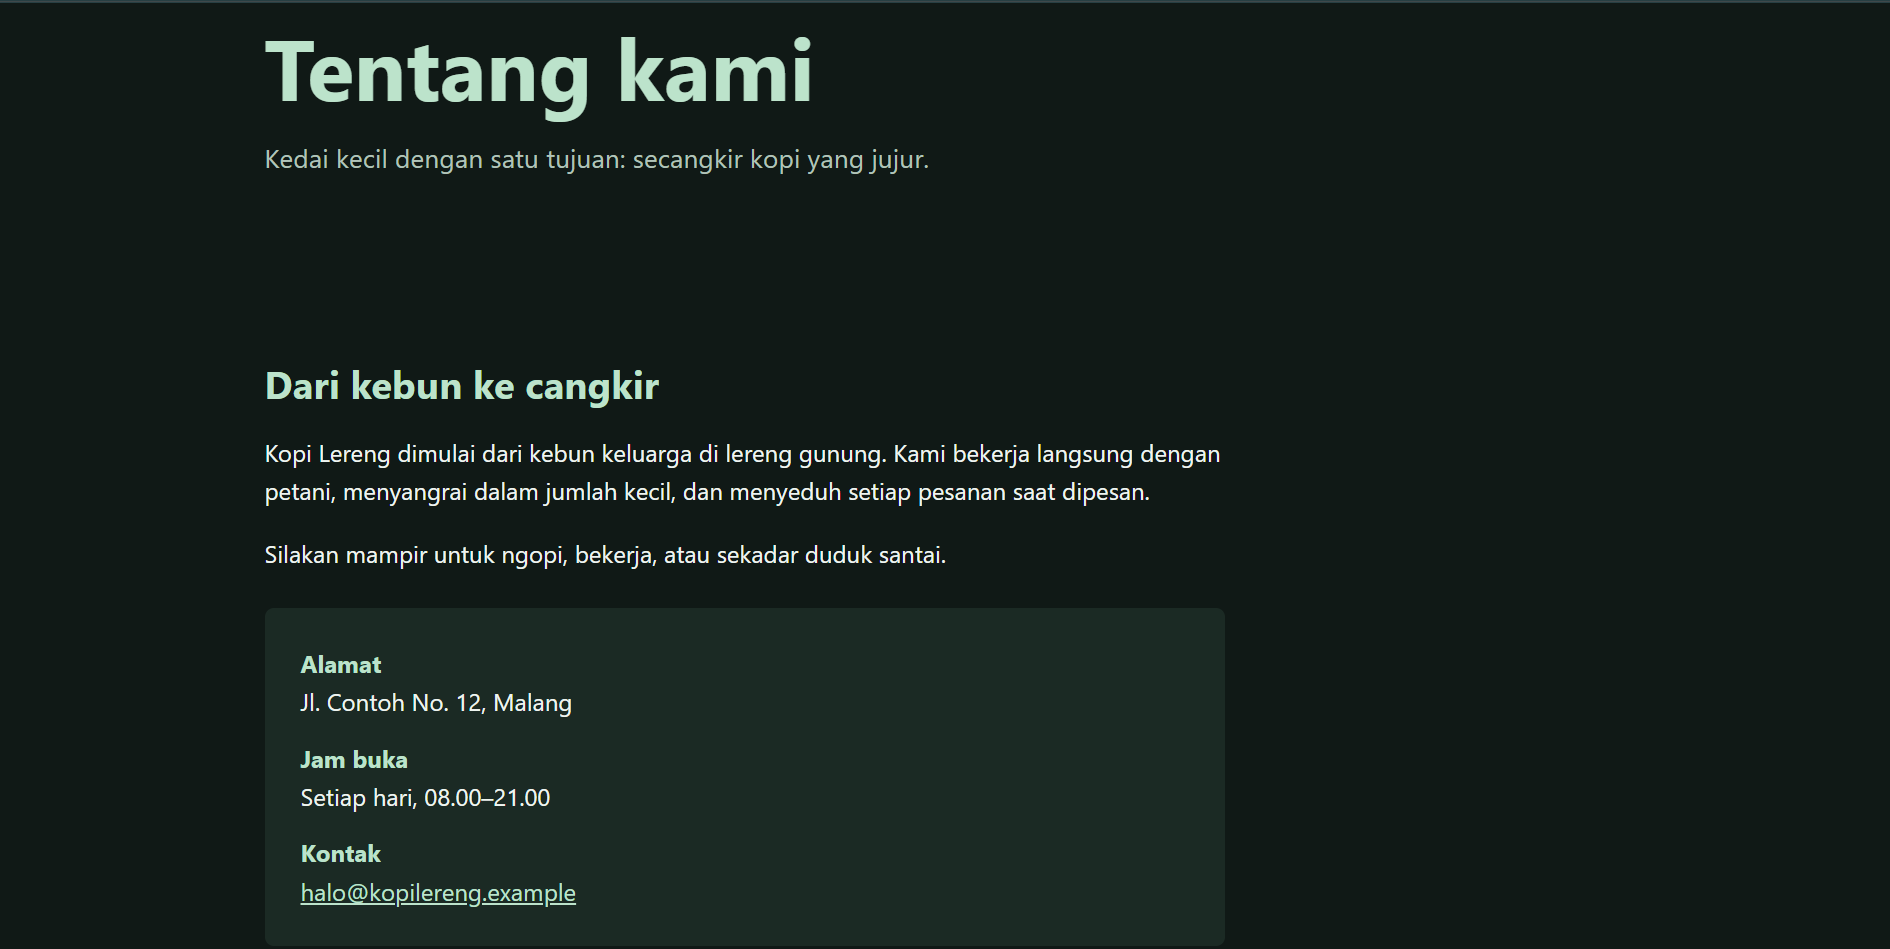 Tentang kami
Kedai kecil dengan satu tujuan: secangkir kopi yang jujur.
Dari kebun ke cangkir
Kopi Lereng dimulai dari kebun keluarga di lereng gunung. Kami bekerja langsung dengan
petani, menyangrai dalam jumlah kecil, dan menyeduh setiap pesanan saat dipesan.
Silakan mampir untuk ngopi, bekerja, atau sekadar duduk santai.
Alamat
Jl. Contoh No. 12, Malang
Jam buka
Setiap hari, 08.00–21.00
Kontak
halo@kopilereng.example